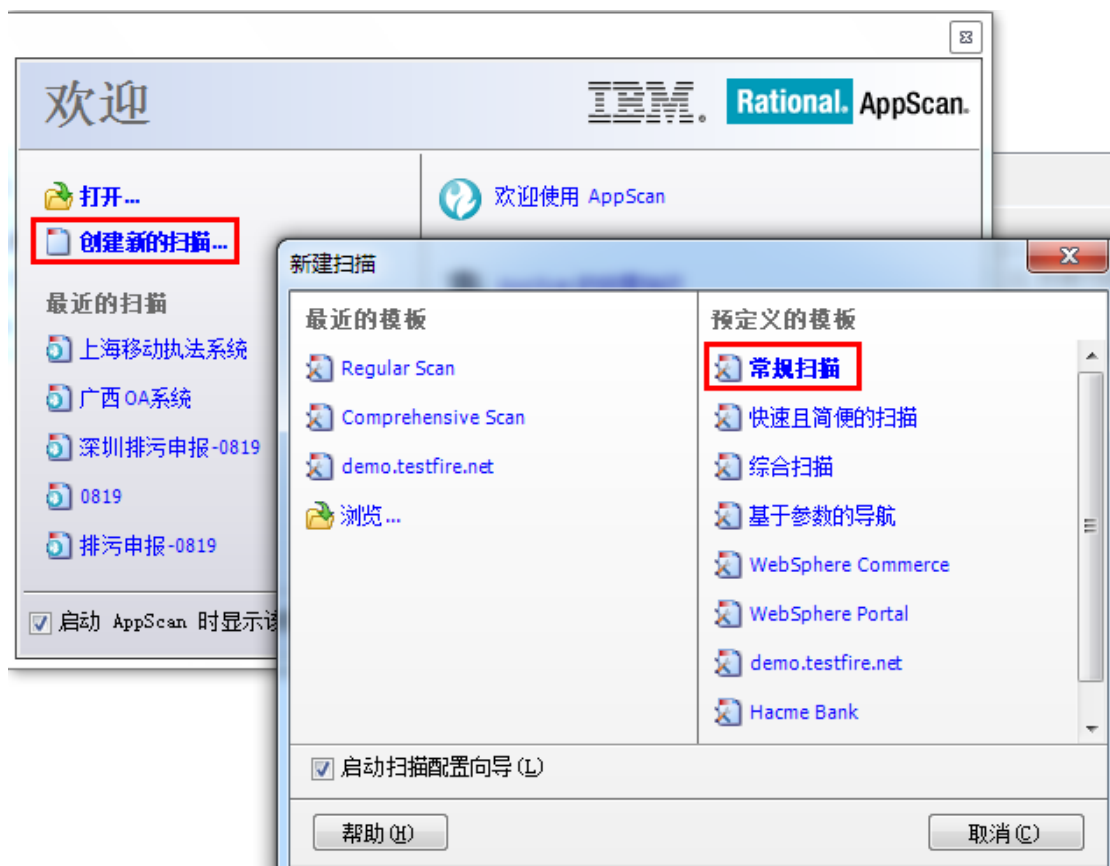 欢迎
IBM. Rational. AppScan.
打开...
创建新的扫描...
最近的扫描
上海移动执法系统
广西OA系统
深圳排污申报-0819
0819
排污申报-0819
启动 AppScan 时显示该
欢迎使用 AppScan
新建扫描
最近的模板
Regular Scan
Comprehensive Scan
demo.testfire.net
浏览...
预定义的模板
常规扫描
快速且简便的扫描
综合扫描
基于参数的导航
WebSphere Commerce
WebSphere Portal
demo.testfire.net
Hacme Bank
启动扫描配置向导(L)
帮助(H)
取消(C)